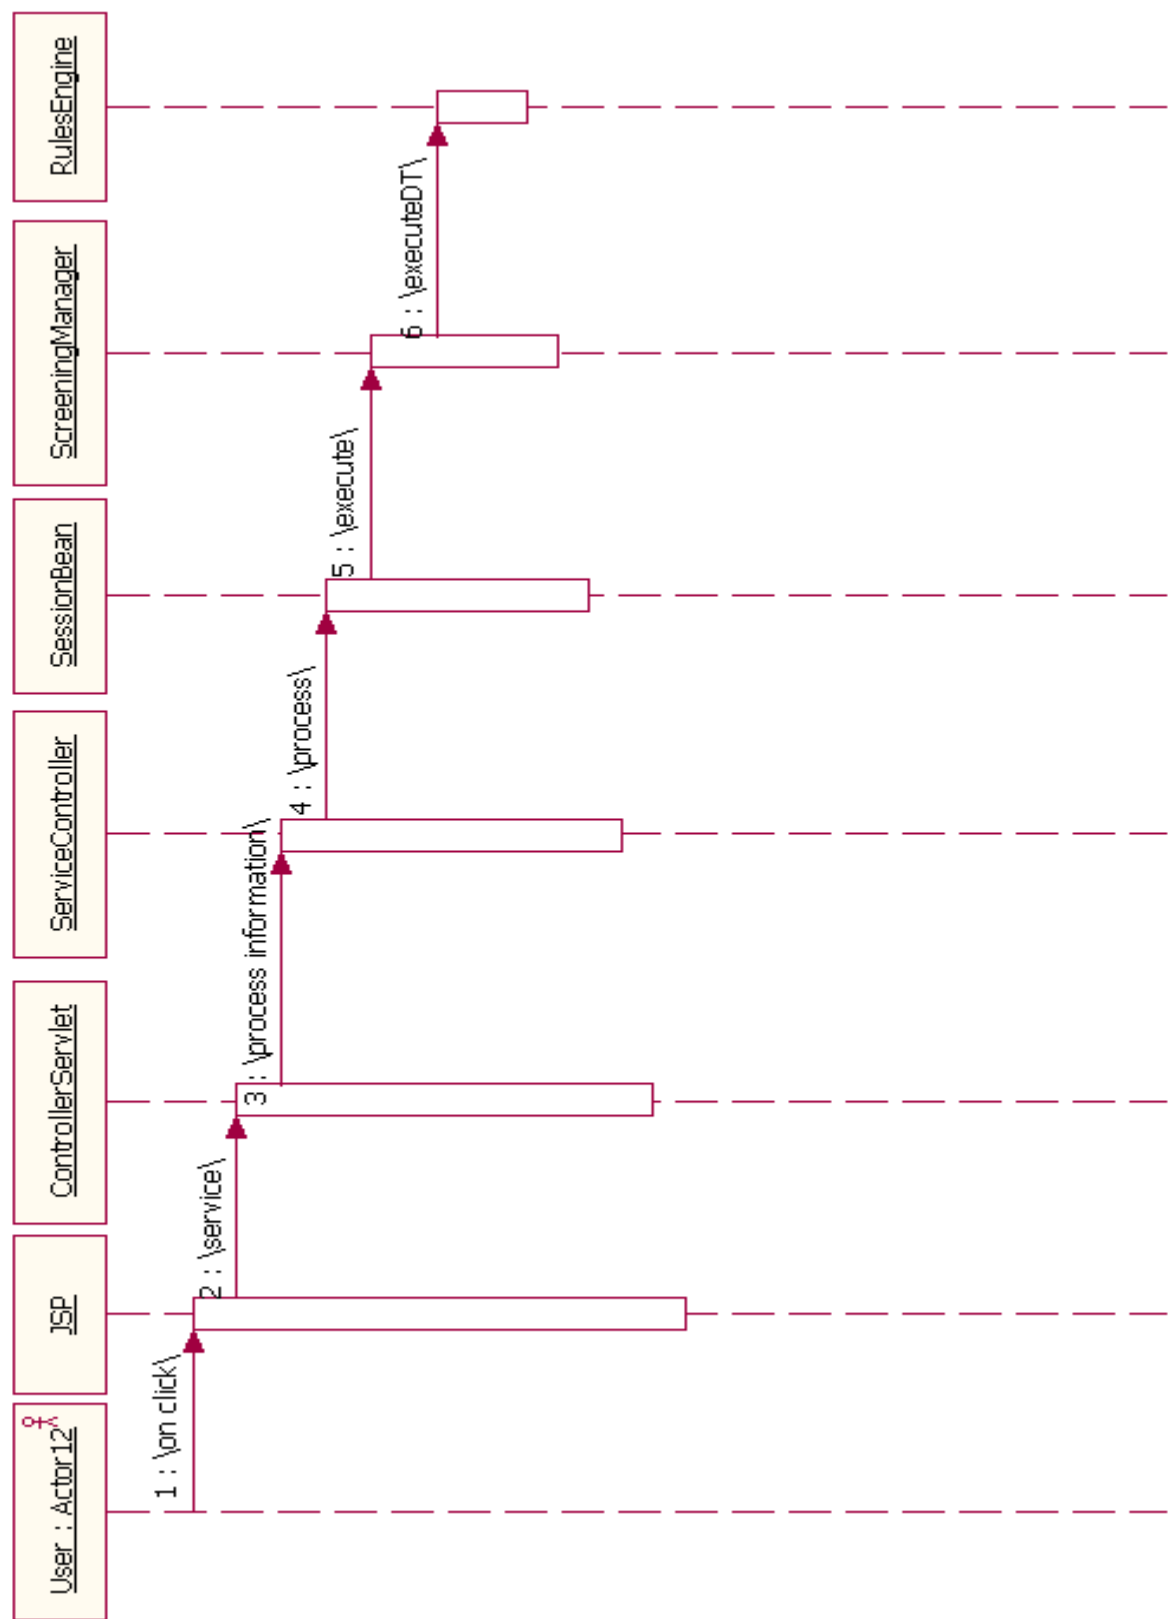 User : Actor12
JSP
ControllerServlet
ServiceController
SessionBean
ScreeningManager
RulesEngine
1 : \on click\
2 : \service\
3 : \process information\
4 : \process\
5 : \execute\
6 : \executeDT\